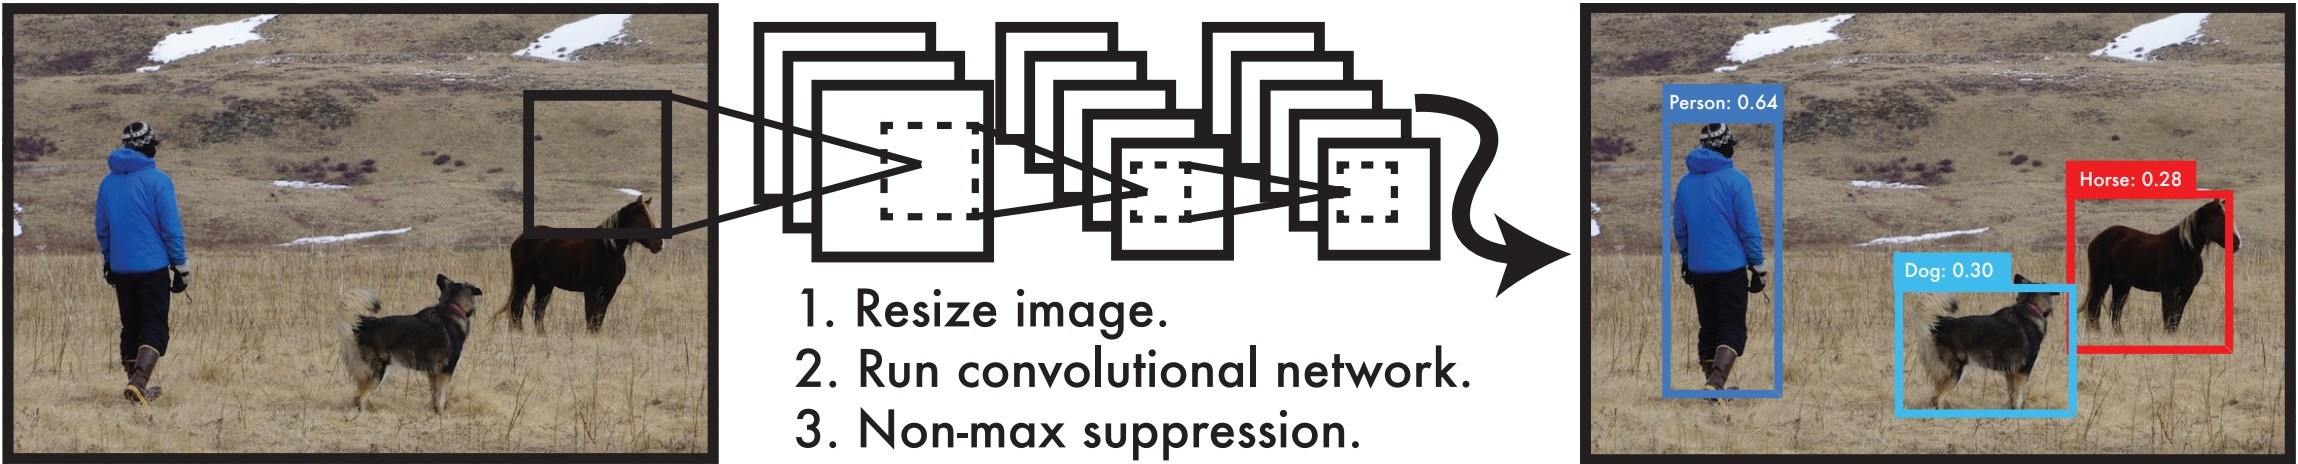 1. Resize image.
2. Run convolutional network.
3. Non-max suppression.
Person: 0.64
Dog: 0.30
Horse: 0.28